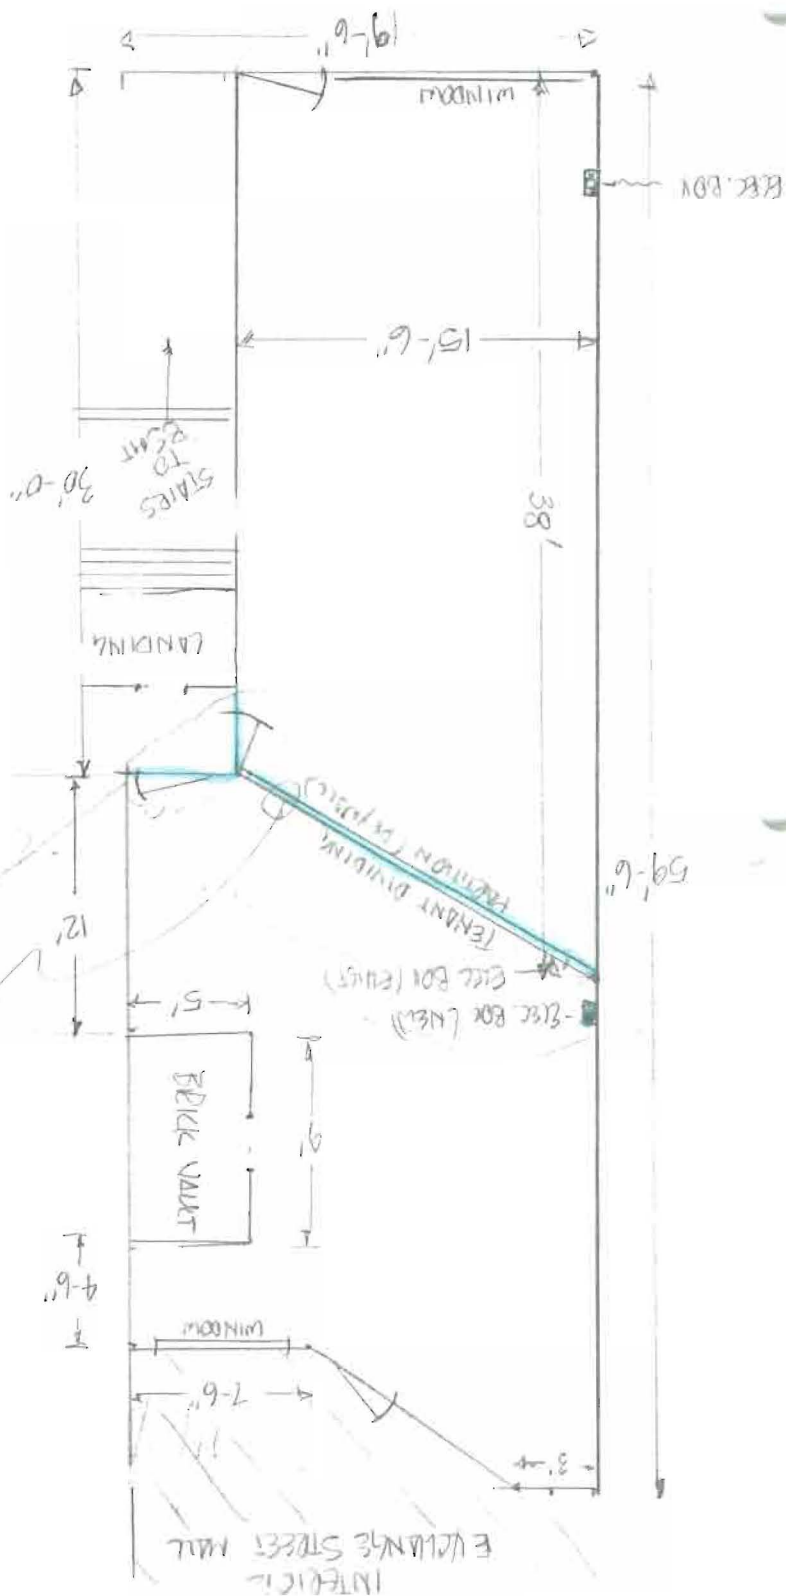 INTERIOR
EXCHANGE STREET MALL
3'
7-6"
WINDOW
4-6"
BRICK VAULT
9'
5'
ELEC BOX (NEW)
ELEC BOX (EXIST)
12'
59'-6"
TENANT DIVIDING
PARTITION
LANDING
STAIRS
TO
BSMT
30'-0"
38'
15'-6"
ELEC. BOX
WINDOW
19'-6"